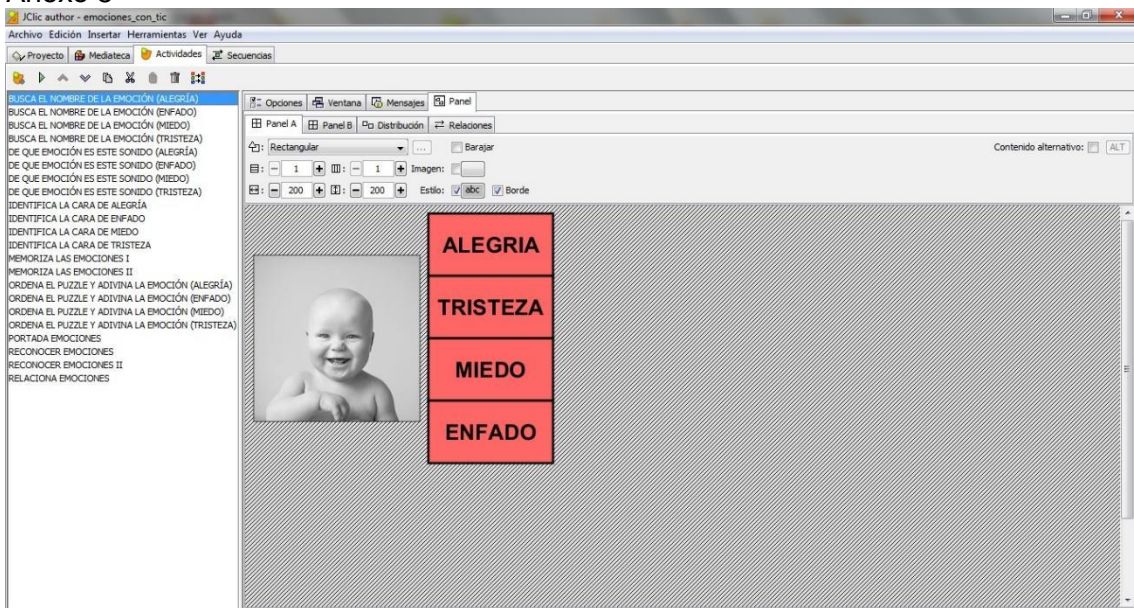 JClic author - emociones_con_tic
Archivo Edición Insertar Herramientas Ver Ayuda
Proyecto Mediateca Actividades Secuencias
BUSCA EL NOMBRE DE LA EMOCIÓN (ALEGRÍA)
BUSCA EL NOMBRE DE LA EMOCIÓN (ENFADO)
BUSCA EL NOMBRE DE LA EMOCIÓN (MIEDO)
BUSCA EL NOMBRE DE LA EMOCIÓN (TRISTEZA)
DE QUE EMOCIÓN ES ESTE SONIDO (ALEGRÍA)
DE QUE EMOCIÓN ES ESTE SONIDO (ENFADO)
DE QUE EMOCIÓN ES ESTE SONIDO (MIEDO)
DE QUE EMOCIÓN ES ESTE SONIDO (TRISTEZA)
IDENTIFICA LA CARA DE ALEGRÍA
IDENTIFICA LA CARA DE ENFADO
IDENTIFICA LA CARA DE MIEDO
IDENTIFICA LA CARA DE TRISTEZA
MEMORIZA LAS EMOCIONES I
MEMORIZA LAS EMOCIONES II
ORDENA EL PUZZLE Y ADIVINA LA EMOCIÓN (ALEGRÍA)
ORDENA EL PUZZLE Y ADIVINA LA EMOCIÓN (ENFADO)
ORDENA EL PUZZLE Y ADIVINA LA EMOCIÓN (MIEDO)
ORDENA EL PUZZLE Y ADIVINA LA EMOCIÓN (TRISTEZA)
PORTADA EMOCIONES
RECONOCER EMOCIONES
RECONOCER EMOCIONES II
RELACIONA EMOCIONES
Opciones Ventana Mensajes Panel
Panel A Panel B Distribución Relaciones
Rectangular ... Barajar Contenido alternativo: ALT
1 1 Imagen:
200 200 Estilo: abc Borde
ALEGRIA
TRISTEZA
MIEDO
ENFADO